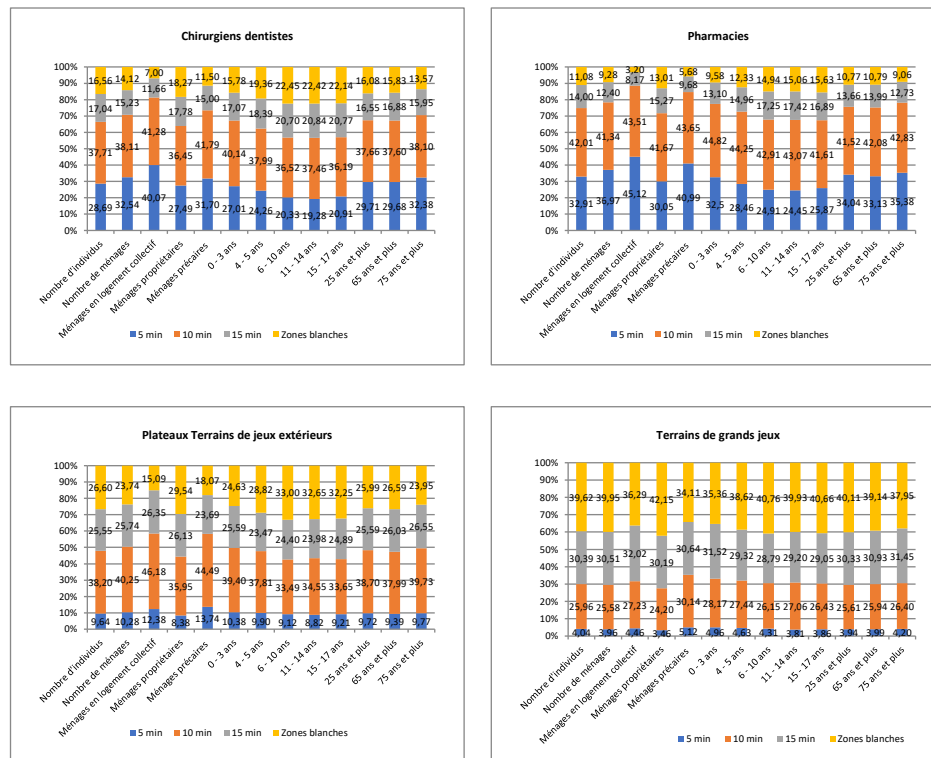 Chirurgiens dentistes
100%
90%
80%
70%
60%
50%
40%
30%
20%
10%
0%
16,56 14,12 7,00 18,27 11,50 15,78 19,36 22,45 22,42 22,14 16,08 15,83 13,57
17,04 15,23 11,66 17,78 15,00 17,07 18,39 20,70 20,84 20,77 16,55 16,88 15,95
37,71 38,11 41,28 36,45 41,79 40,14 37,99 36,52 37,46 36,19 37,66 37,60 38,10
28,69 32,54 40,07 27,49 31,70 27,01 24,26 20,33 19,28 20,91 29,71 29,68 32,38
Nombre d'individus
Nombre de ménages
Ménages en logement collectif
Ménages propriétaires
Ménages précaires
0 - 3 ans
4 - 5 ans
6 - 10 ans
11 - 14 ans
15 - 17 ans
25 ans et plus
65 ans et plus
75 ans et plus
5 min 10 min 15 min Zones blanches
Pharmacies
100%
90%
80%
70%
60%
50%
40%
30%
20%
10%
0%
11,08 9,28 3,20 13,01 5,68 9,58 12,33 14,94 15,06 15,63 10,77 10,79 9,06
14,00 12,40 8,17 15,27 9,68 13,10 14,96 17,25 17,42 16,89 13,66 13,99 12,73
42,01 41,34 43,51 41,67 43,65 44,82 44,25 42,91 43,07 41,61 41,52 42,08 42,83
32,91 36,97 45,12 30,05 40,99 32,5 28,46 24,91 24,45 25,87 34,04 33,13 35,38
Nombre d'individus
Nombre de ménages
Ménages en logement collectif
Ménages propriétaires
Ménages précaires
0 - 3 ans
4 - 5 ans
6 - 10 ans
11 - 14 ans
15 - 17 ans
25 ans et plus
65 ans et plus
75 ans et plus
5 min 10 min 15 min Zones blanches
Plateaux Terrains de jeux extérieurs
100%
90%
80%
70%
60%
50%
40%
30%
20%
10%
0%
26,60 23,74 15,09 29,54 18,07 24,63 28,82 33,00 32,65 32,25 25,99 26,59 23,95
25,55 25,74 26,35 26,13 23,69 25,59 23,47 24,40 23,98 24,89 25,59 26,03 26,55
38,20 40,25 46,18 35,95 44,49 39,40 37,81 33,49 34,55 33,65 38,70 37,99 39,73
9,64 10,28 12,38 8,38 13,74 10,38 9,90 9,12 8,82 9,21 9,72 9,39 9,77
Nombre d'individus
Nombre de ménages
Ménages en logement collectif
Ménages propriétaires
Ménages précaires
0 - 3 ans
4 - 5 ans
6 - 10 ans
11 - 14 ans
15 - 17 ans
25 ans et plus
65 ans et plus
75 ans et plus
5 min 10 min 15 min Zones blanches
Terrains de grands jeux
100%
90%
80%
70%
60%
50%
40%
30%
20%
10%
0%
39,62 39,95 36,29 42,15 34,11 35,36 38,62 40,76 39,93 40,66 40,11 39,14 37,95
30,39 30,51 32,02 30,19 30,64 31,52 29,32 28,79 29,20 29,05 30,33 30,93 31,45
25,96 25,58 27,23 24,20 30,14 28,17 27,44 26,15 27,06 26,43 25,61 25,94 26,40
4,04 3,96 4,46 3,46 5,12 4,96 4,63 4,31 3,81 3,86 3,94 3,99 4,20
Nombre d'individus
Nombre de ménages
Ménages en logement collectif
Ménages propriétaires
Ménages précaires
0 - 3 ans
4 - 5 ans
6 - 10 ans
11 - 14 ans
15 - 17 ans
25 ans et plus
65 ans et plus
75 ans et plus
5 min 10 min 15 min Zones blanches